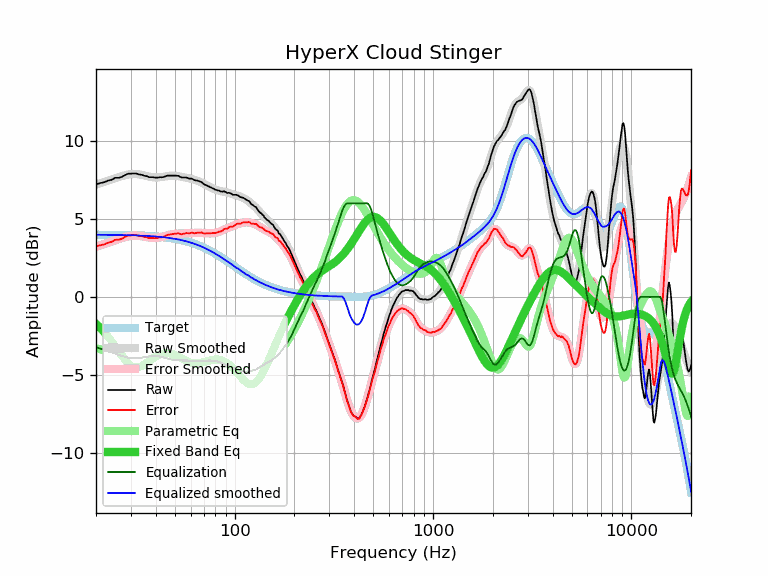 HyperX Cloud Stinger
Amplitude (dBr)
10
5
0
−5
−10
Target
Raw Smoothed
Error Smoothed
Raw
Error
Parametric Eq
Fixed Band Eq
Equalization
Equalized smoothed
100
1000
10000
Frequency (Hz)